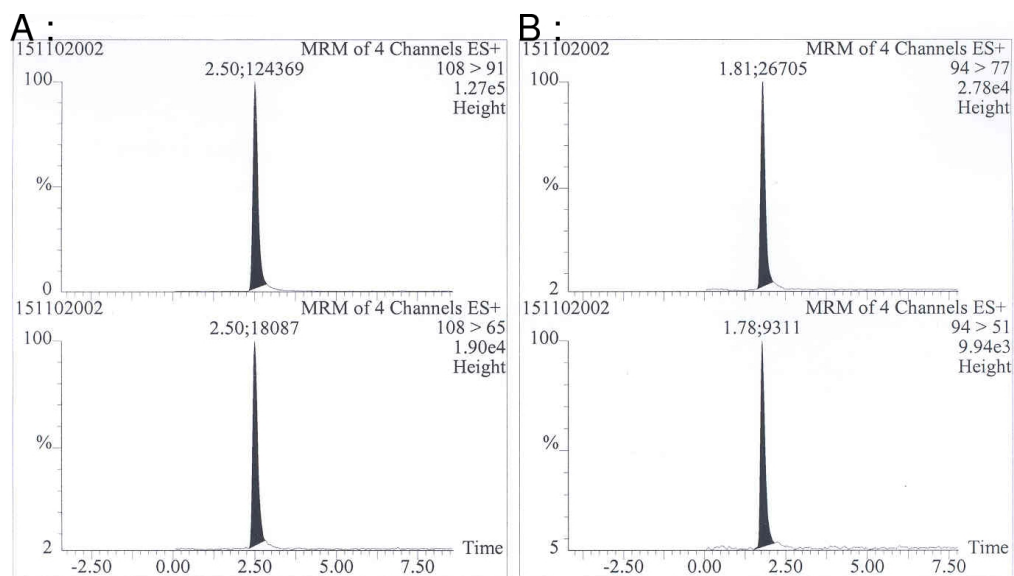 A :
151102002
MRM of 4 Channels ES+
2.50;124369
108 > 91
1.27e5
Height
100
%
0
151102002
MRM of 4 Channels ES+
2.50;18087
108 > 65
1.90e4
Height
100
%
2
Time
-2.50 0.00 2.50 5.00 7.50
B :
151102002
MRM of 4 Channels ES+
1.81;26705
94 > 77
2.78e4
Height
100
%
2
151102002
MRM of 4 Channels ES+
1.78;9311
94 > 51
9.94e3
Height
100
%
5
Time
-2.50 0.00 2.50 5.00 7.50